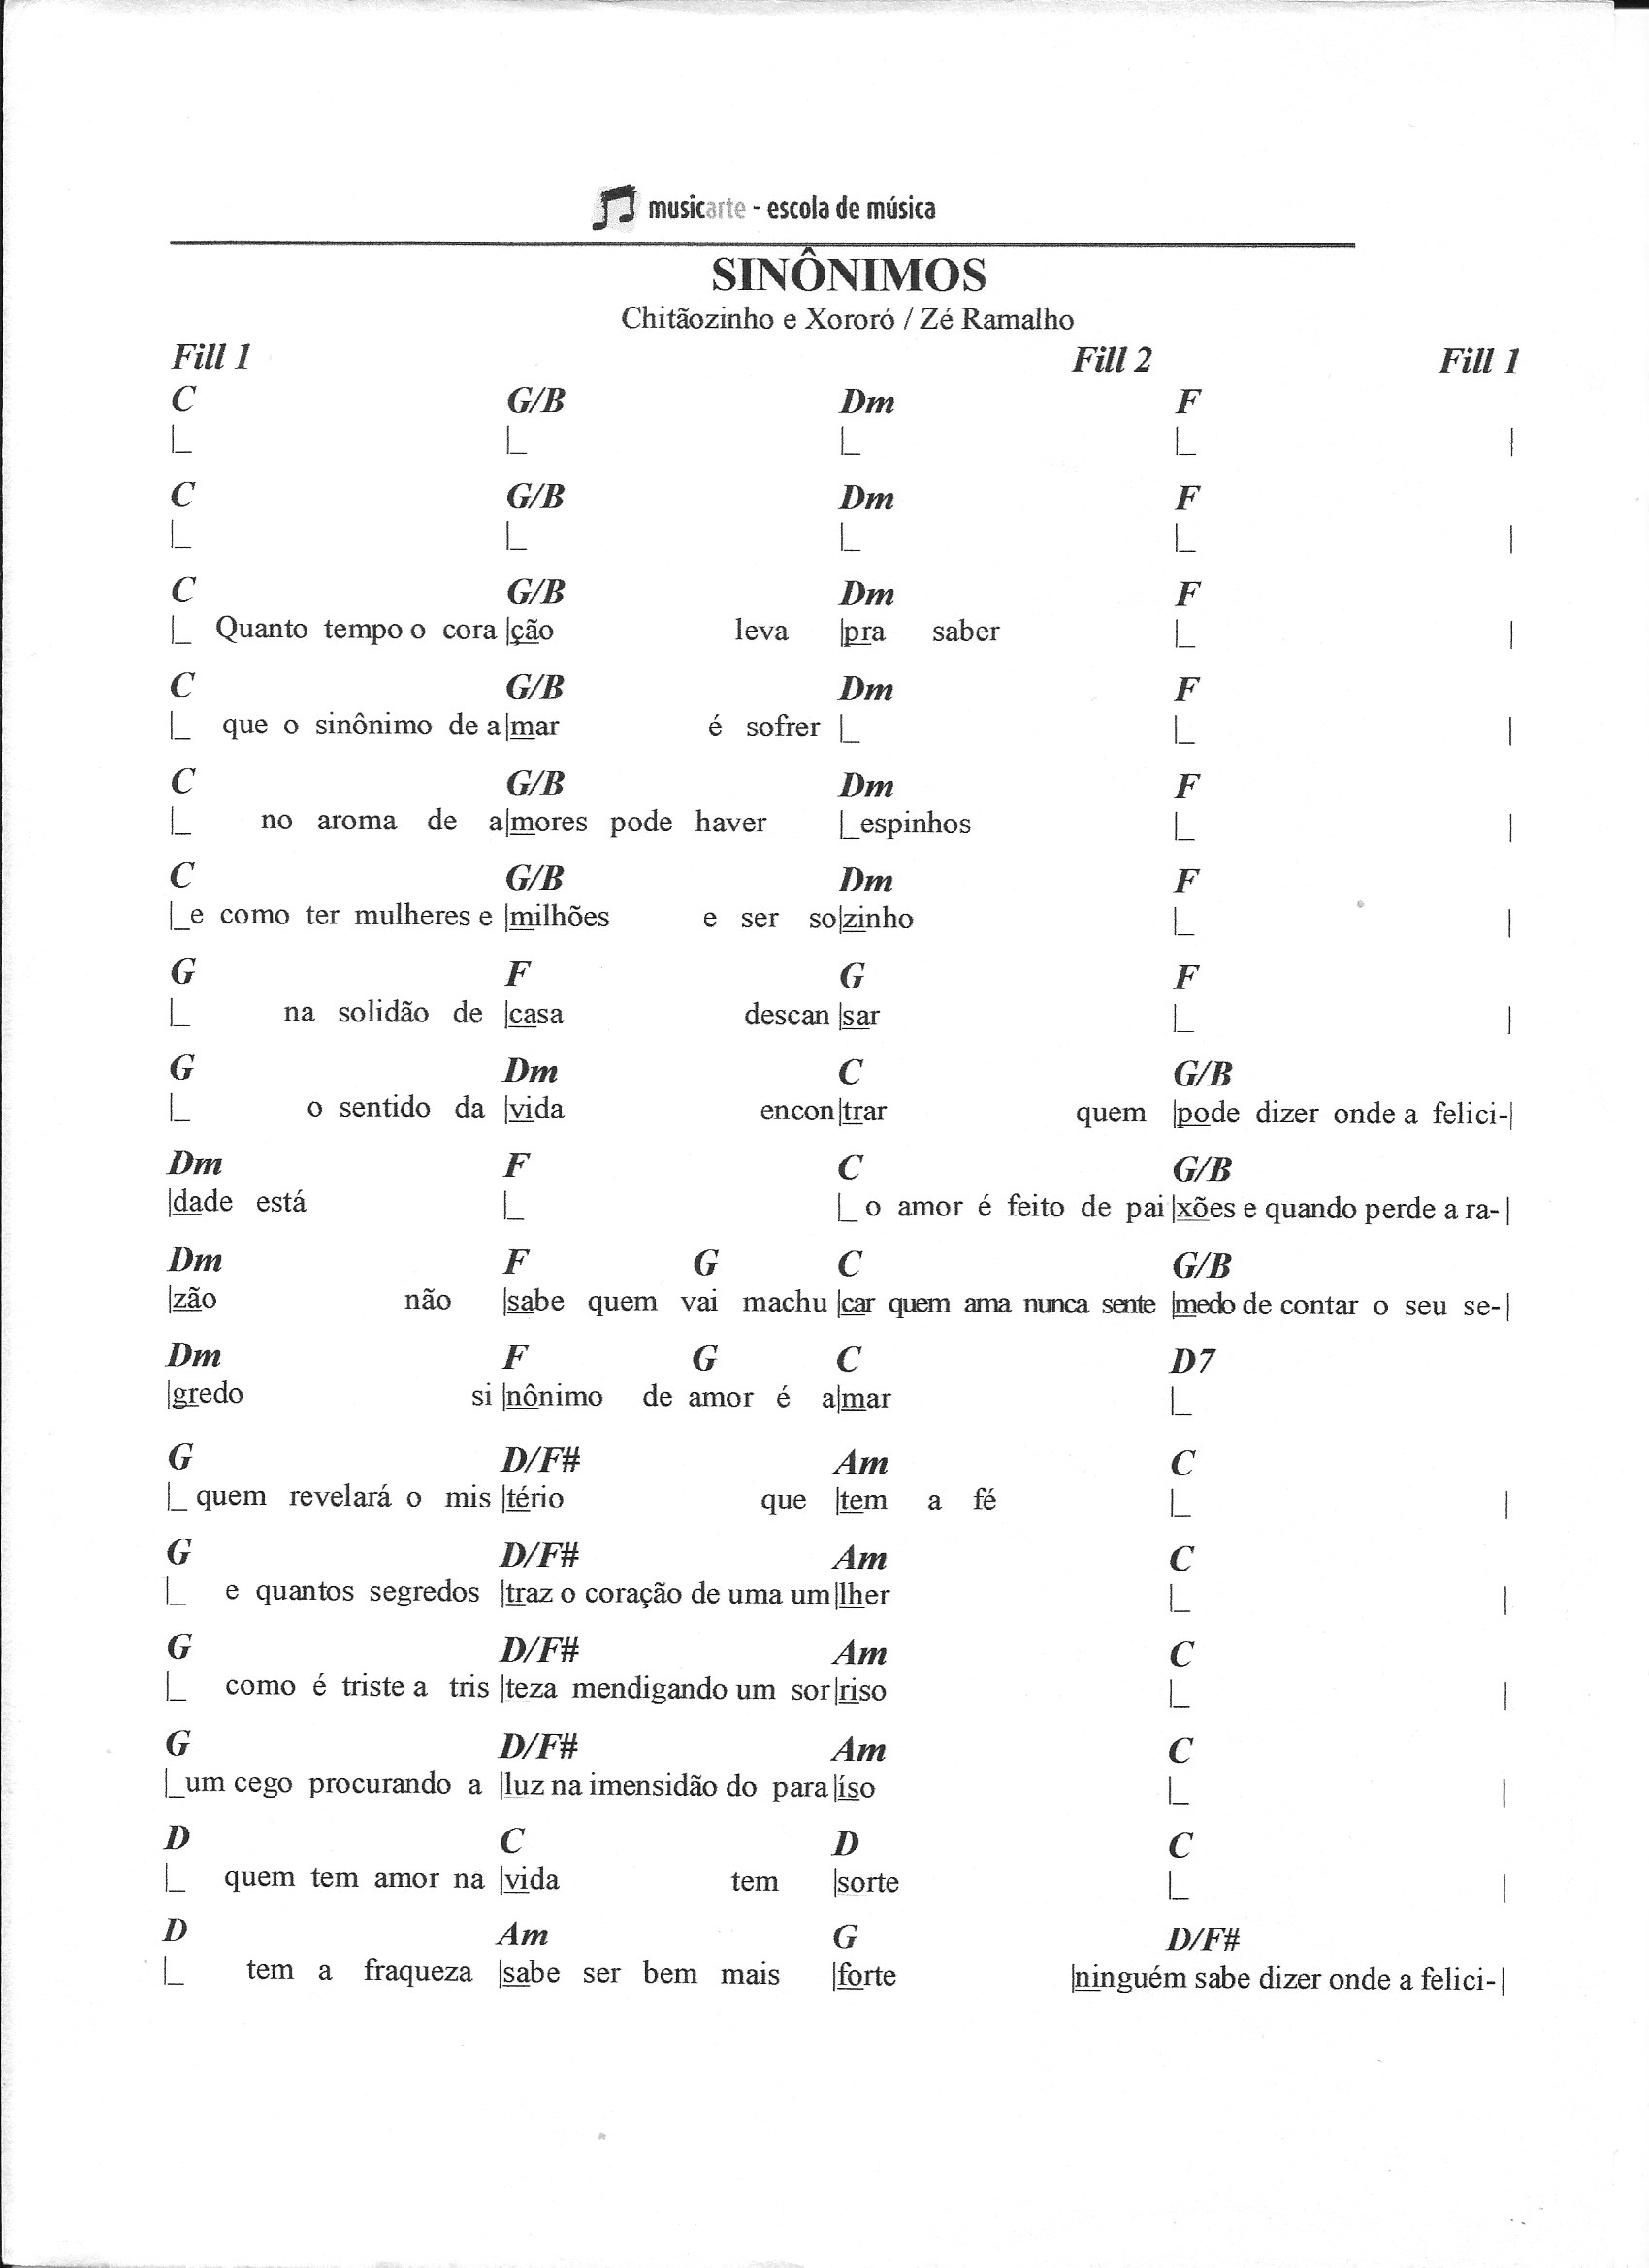 musicarte - escola de música
SINÔNIMOS
Chitãozinho e Xororó / Zé Ramalho
Fill 1 Fill 2 Fill 1
C G/B Dm F
|_ |_ |_ |_ |
C G/B Dm F
|_ |_ |_ |_ |
C G/B Dm F
|_ Quanto tempo o cora |ção leva |pra saber |_ |
C G/B Dm F
|_ que o sinônimo de a|mar é sofrer |_ |_ |
C G/B Dm F
|_ no aroma de a|mores pode haver |_espinhos |_ |
C G/B Dm F
|_e como ter mulheres e |milhões e ser so|zinho |_ |
G F G F
|_ na solidão de |casa descan |sar |_ |
G Dm C G/B
|_ o sentido da |vida encon|trar quem |pode dizer onde a felici-|
Dm F C G/B
|dade está |_ |_ o amor é feito de pai |xões e quando perde a ra- |
Dm F G C G/B
|zão não |sabe quem vai machu |car quem ama nunca sente |medo de contar o seu se-|
Dm F G C D7
|gredo si |nônimo de amor é a|mar |_
G D/F# Am C
|_ quem revelará o mis |tério que |tem a fé |_ |
G D/F# Am C
|_ e quantos segredos |traz o coração de uma um|lher |_ |
G D/F# Am C
|_ como é triste a tris |teza mendigando um sor|riso |_ |
G D/F# Am C
|_um cego procurando a |luz na imensidão do para|íso |_ |
D C D C
|_ quem tem amor na |vida tem |sorte |_ |
D Am G D/F#
|_ tem a fraqueza |sabe ser bem mais |forte |ninguém sabe dizer onde a felici-|